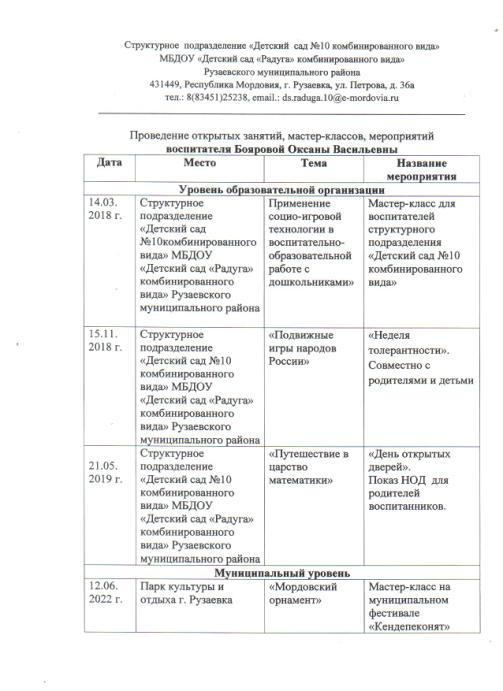 Структурное подразделение «Детский сад №10 комбинированного вида»
МБДОУ «Детский сад «Радуга» комбинированного вида»
Рузаевского муниципального района
431449, Республика Мордовия, г. Рузаевка, ул. Петрова, д. 36а
тел.: 8(83451)25238, email.: ds.raduga.10@e-mordovia.ru
Проведение открытых занятий, мастер-классов, мероприятий
воспитателя Бояровой Оксаны Васильевны
Дата
Место
Тема
Название
мероприятия
Уровень образовательной организации
14.03.
2018 г.
Структурное
подразделение
«Детский сад
№10комбинированного
вида» МБДОУ
«Детский сад «Радуга»
комбинированного
вида» Рузаевского
муниципального района
Применение
социо-игровой
технологии в
воспитательно-
образовательной
работе с
дошкольниками»
Мастер-класс для
воспитателей
структурного
подразделения
«Детский сад №10
комбинированного
вида»
15.11.
2018 г.
Структурное
подразделение
«Детский сад №10
комбинированного
вида» МБДОУ
«Детский сад «Радуга»
комбинированного
вида» Рузаевского
муниципального района
«Подвижные
игры народов
России»
«Неделя
толерантности».
Совместно с
родителями и детьми
21.05.
2019 г.
Структурное
подразделение
«Детский сад №10
комбинированного
вида» МБДОУ
«Детский сад «Радуга»
комбинированного
вида» Рузаевского
муниципального района
«Путешествие в
царство
математики»
«День открытых
дверей».
Показ НОД для
родителей
воспитанников.
Муниципальный уровень
12.06.
2022 г.
Парк культуры и
отдыха г. Рузаевка
«Мордовский
орнамент»
Мастер-класс на
муниципальном
фестивале
«Кендепеконят»